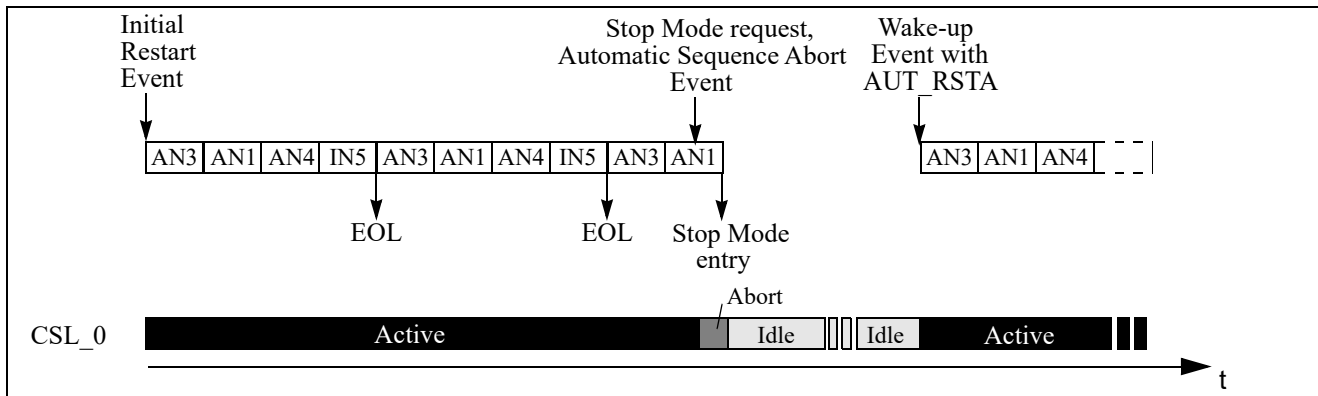 Initial
Restart
Event
Stop Mode request,
Automatic Sequence Abort
Event
Wake-up
Event with
AUT_RSTA
AN3 AN1 AN4 IN5 AN3 AN1 AN4 IN5 AN3 AN1
AN3 AN1 AN4
EOL
EOL
Stop Mode
entry
Abort
CSL_0
Active
Idle
Idle
Active
t